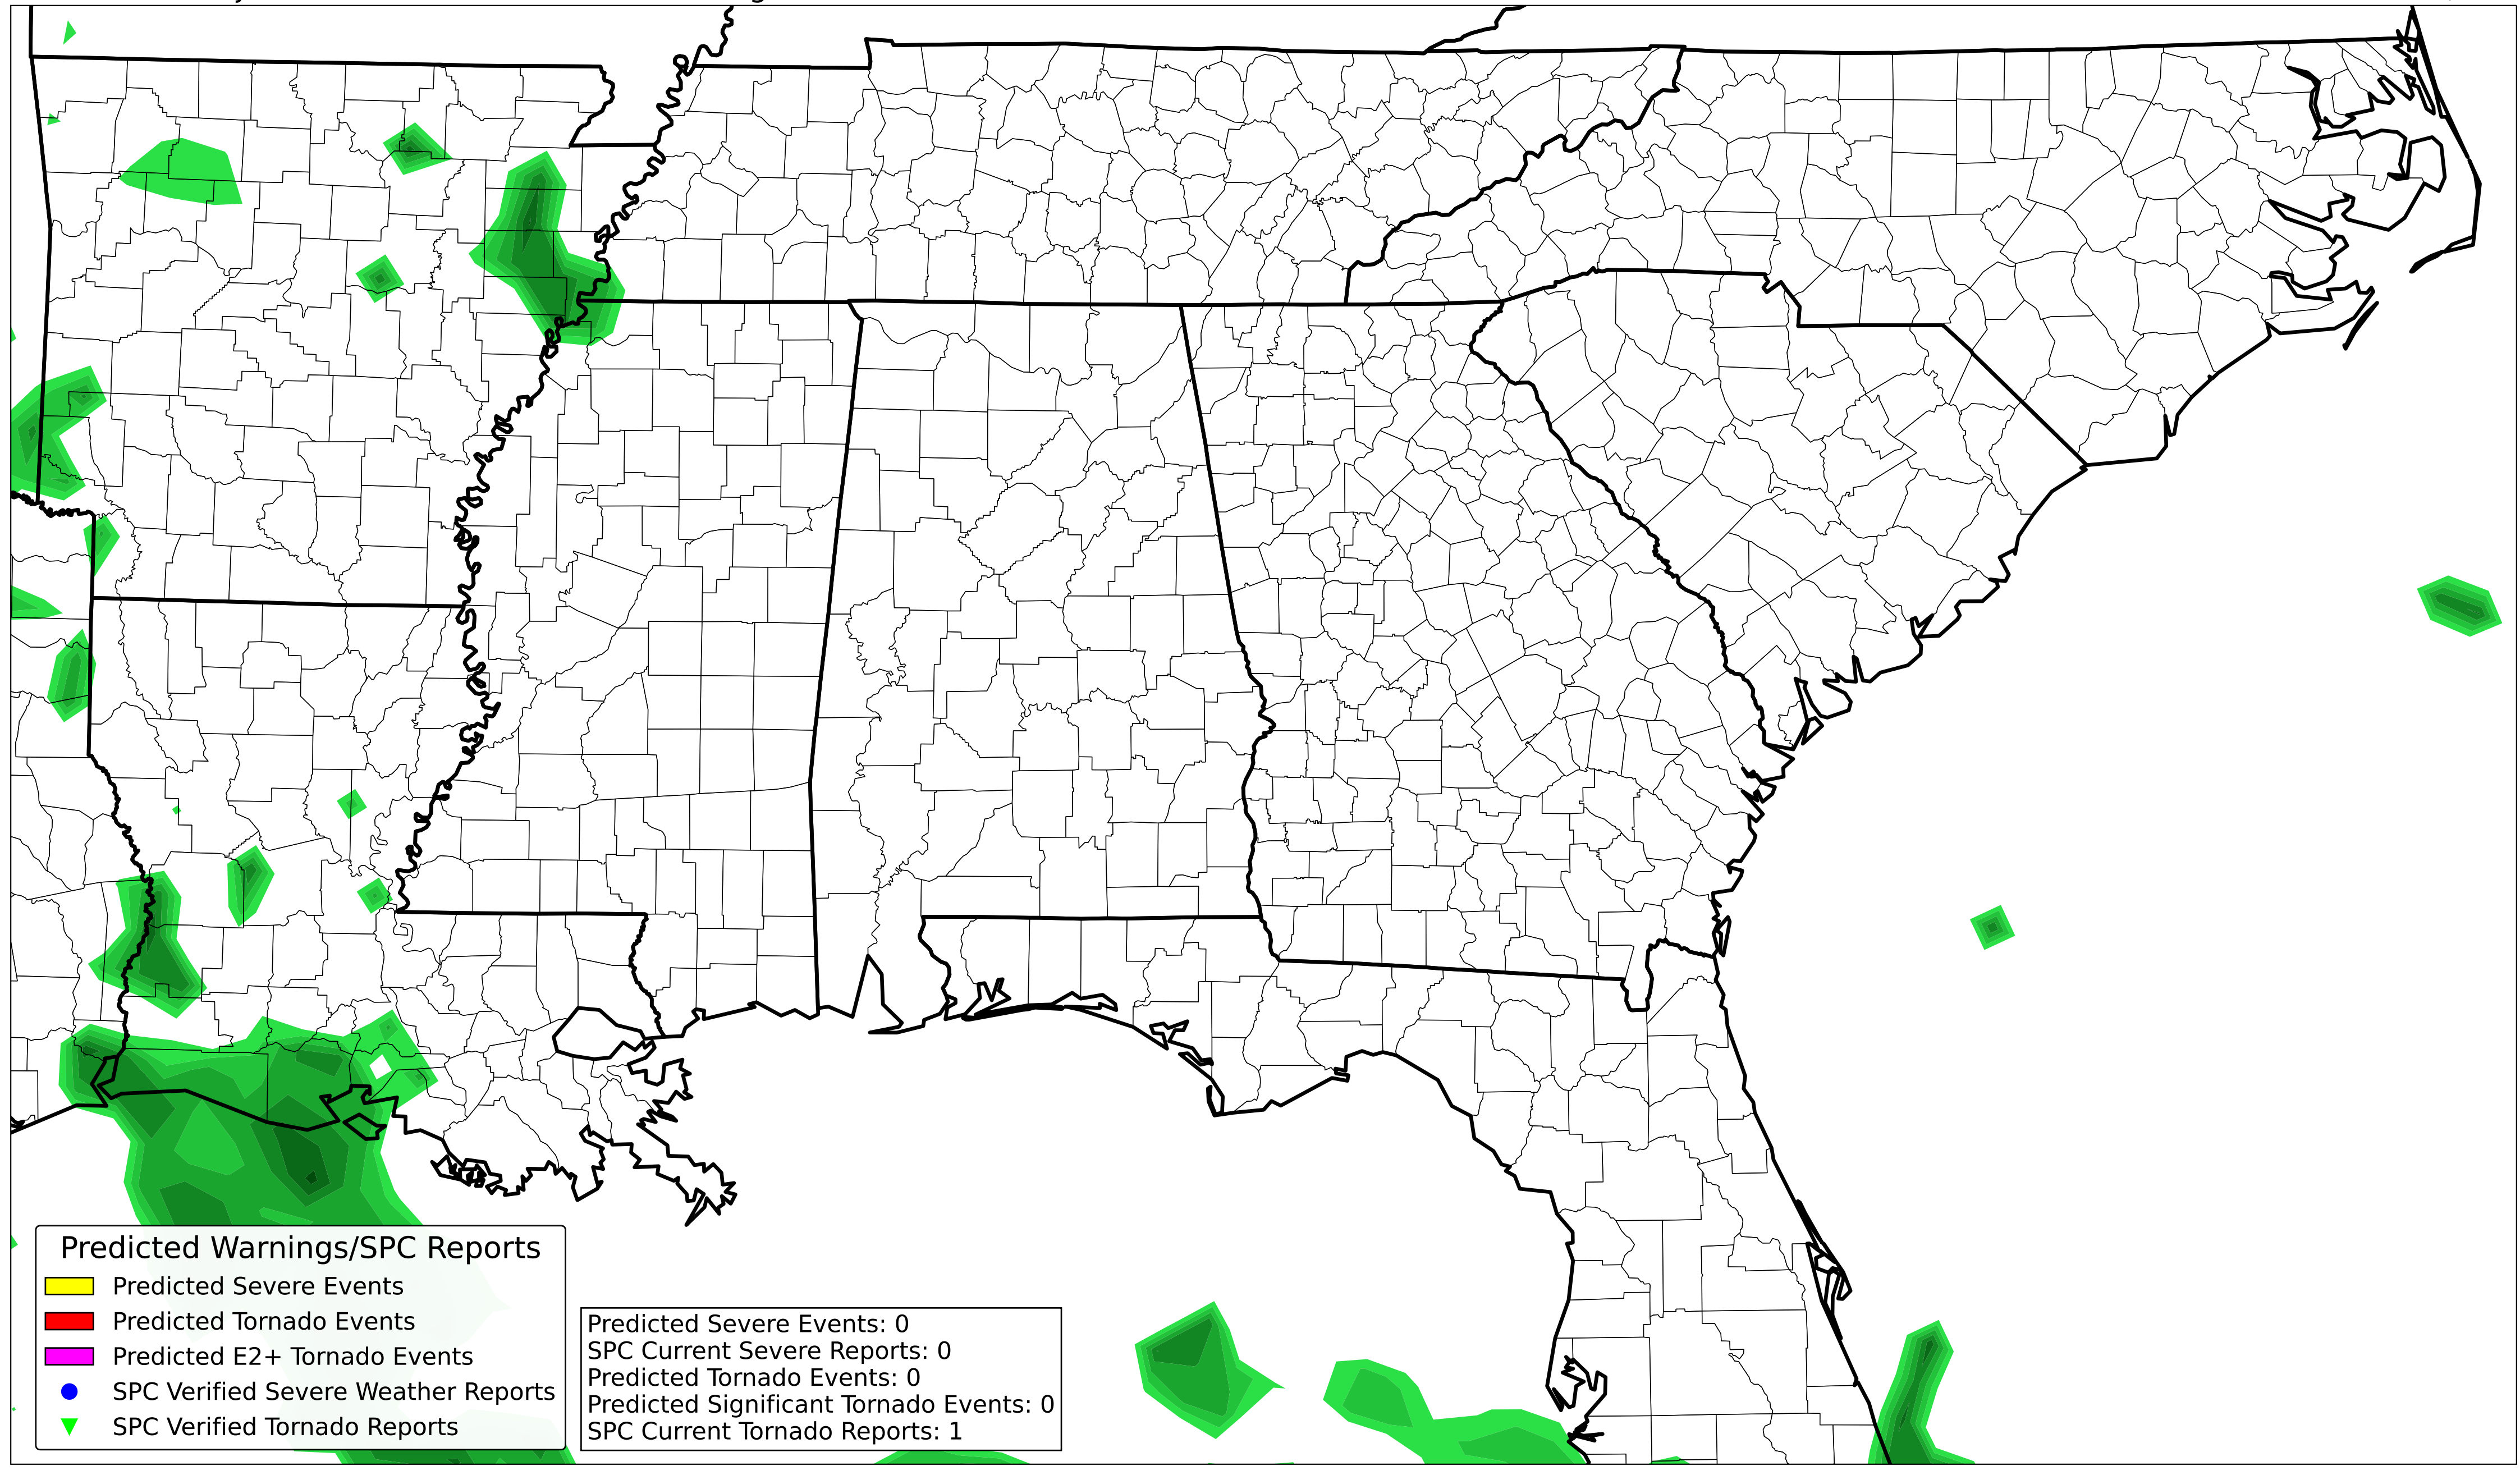 Predicted Warnings/SPC Reports
Predicted Severe Events
Predicted Tornado Events
Predicted E2+ Tornado Events
SPC Verified Severe Weather Reports
SPC Verified Tornado Reports
Predicted Severe Events: 0
SPC Current Severe Reports: 0
Predicted Tornado Events: 0
Predicted Significant Tornado Events: 0
SPC Current Tornado Reports: 1